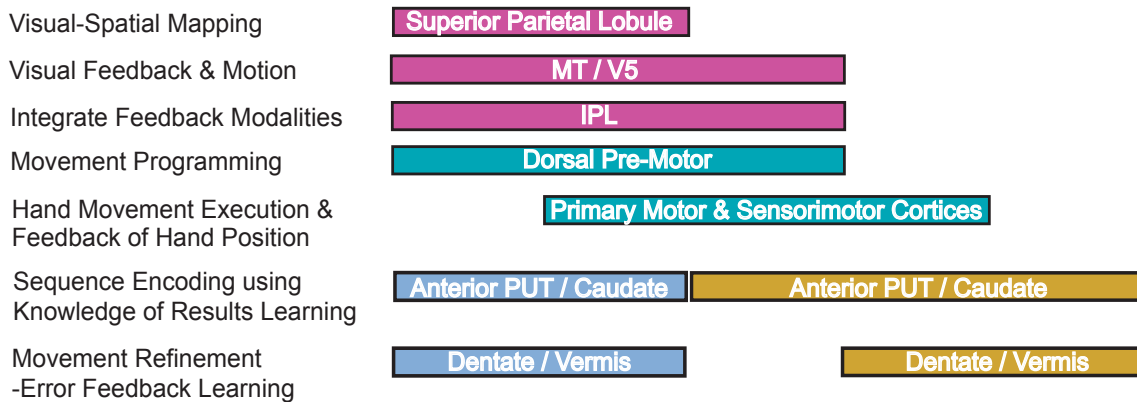 Visual-Spatial Mapping
Superior Parietal Lobule
Visual Feedback & Motion
MT / V5
Integrate Feedback Modalities
IPL
Movement Programming
Dorsal Pre-Motor
Hand Movement Execution &
Feedback of Hand Position
Primary Motor & Sensorimotor Cortices
Sequence Encoding using
Knowledge of Results Learning
Anterior PUT / Caudate
Anterior PUT / Caudate
Movement Refinement
-Error Feedback Learning
Dentate / Vermis
Dentate / Vermis